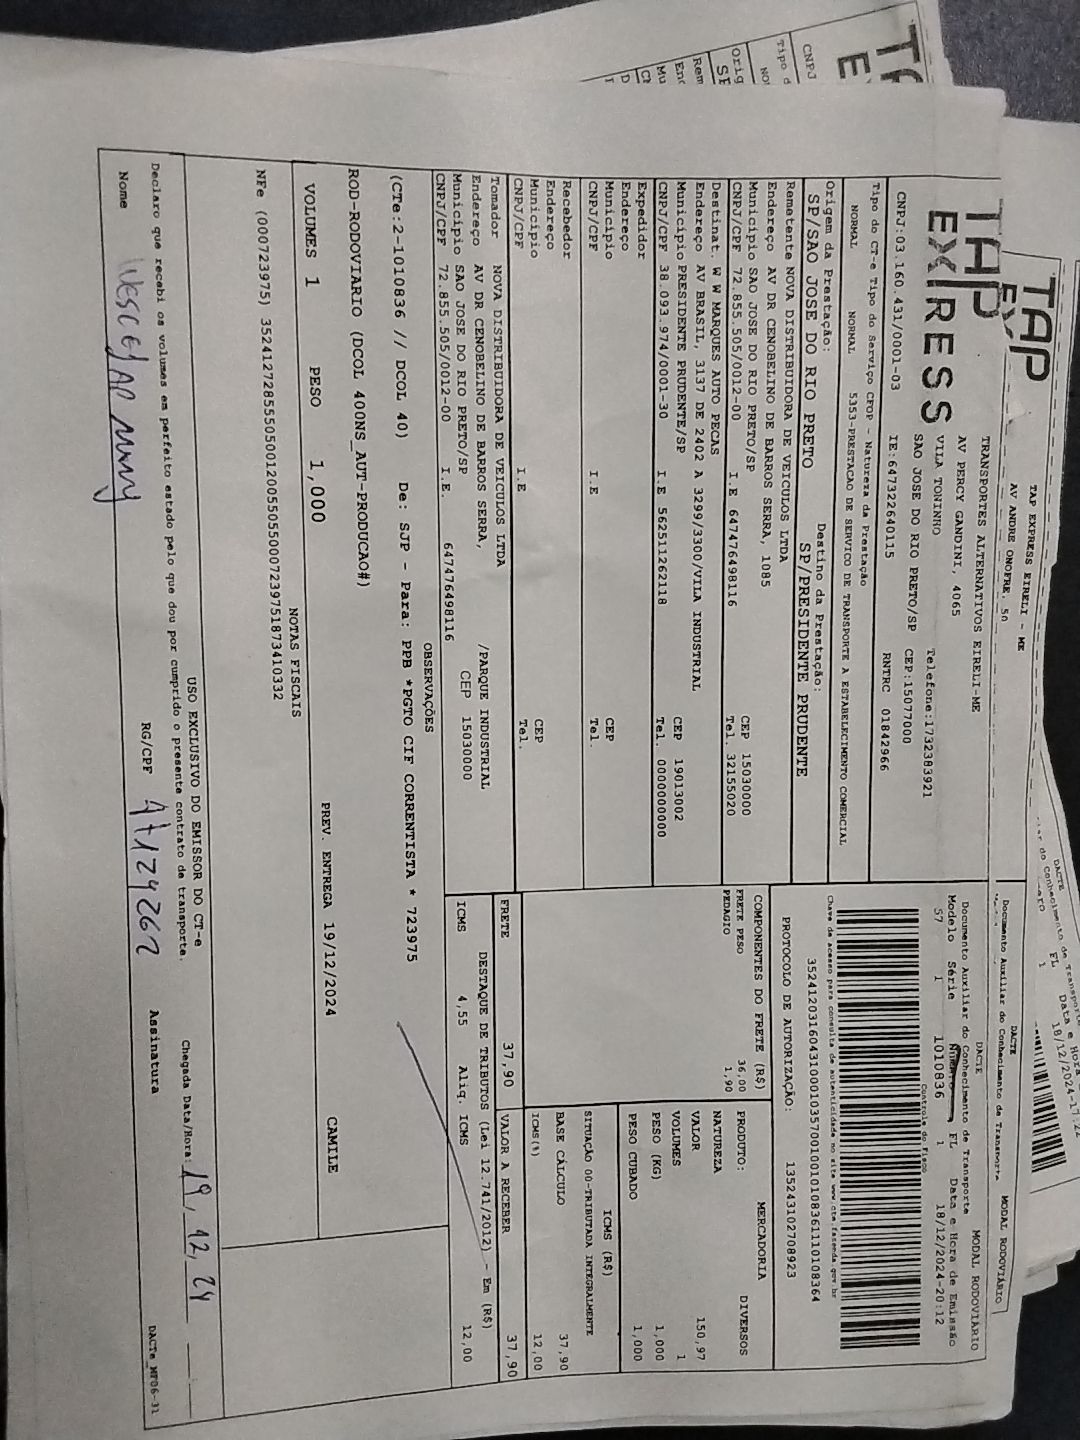 TAP EXPRESS
TRANSPORTES ALTERNATIVOS EIRELI-ME
AV PERCY GANDINI, 4065
VILA TONINHO
SAO JOSE DO RIO PRETO/SP
Telefone:1732383921
CEP:15077000
CNPJ:03.160.431/0001-03 IE:647322640115 RNTRC 01842966
DACTE MODAL RODOVIÁRIO
Documento Auxiliar do Conhecimento de Transporte
Modelo Série Número FL Data e Hora de Emissão
57 1 1010836 1 18/12/2024-20:12
Controle do Fisco
35241203160431000103570010010108361110108364
Chave de acesso para consulta de autenticidade no site www.cte.fazenda.gov.br
PROTOCOLO DE AUTORIZAÇÃO: 135243102708923
Tipo do CT-e Tipo do Serviço CFOP - Natureza da Prestação
NORMAL NORMAL 5353-PRESTACAO DE SERVICO DE TRANSPORTE A ESTABELECIMENTO COMERCIAL
Origem da Prestação: Destino da Prestação:
SP/SAO JOSE DO RIO PRETO SP/PRESIDENTE PRUDENTE
Remetente NOVA DISTRIBUIDORA DE VEICULOS LTDA
Endereço AV DR CENOBELINO DE BARROS SERRA, 1085
Município SAO JOSE DO RIO PRETO/SP CEP 15030000
CNPJ/CPF 72.855.505/0012-00 I.E 647476498116 Tel. 32155020
Destinat. W W MARQUES AUTO PECAS
Endereço AV BRASIL, 3137 DE 2402 A 3299/3300/VILA INDUSTRIAL
Município PRESIDENTE PRUDENTE/SP CEP 19013002
CNPJ/CPF 38.093.974/0001-30 I.E 562511262118 Tel. 00000000000
Expedidor
Endereço
Município CEP
CNPJ/CPF I.E Tel.
Recebedor
Endereço
Município CEP
CNPJ/CPF I.E Tel.
Tomador NOVA DISTRIBUIDORA DE VEICULOS LTDA
Endereço AV DR CENOBELINO DE BARROS SERRA, /PARQUE INDUSTRIAL
Município SAO JOSE DO RIO PRETO/SP CEP 15030000
CNPJ/CPF 72.855.505/0012-00 I.E. 647476498116
COMPONENTES DO FRETE (R$)
FRETE PESO 36,00
PEDAGIO 1,90
PRODUTO: MERCADORIA
NATUREZA DIVERSOS
VALOR 150,97
VOLUMES 1
PESO (KG) 1,000
PESO CUBADO 1,000
ICMS (R$)
SITUAÇÃO 00-TRIBUTADA INTEGRALMENTE
BASE CÁLCULO 37,90
ICMS(%) 12,00
FRETE 37,90 VALOR A RECEBER 37,90
DESTAQUE DE TRIBUTOS (Lei 12.741/2012) - Em (R$)
ICMS 4,55 Aliq. ICMS 12,00
OBSERVAÇÕES
(CTe:2-1010836 // DCOL 40) De: SJP - Para: PPB *PGTO CIF CORRENTISTA * 723975
ROD-RODOVIARIO (DCOL 400NS_AUT-PRODUCAO#)
VOLUMES 1 PESO 1,000 PREV. ENTREGA 19/12/2024 CAMILE
NOTAS FISCAIS
NFe (000723975) 35241272855505001200550550007239751873410332
USO EXCLUSIVO DO EMISSOR DO CT-e
Declaro que recebi os volumes em perfeito estado pelo que dou por cumprido o presente contrato de transporte. Chegada Data/Hora: 19, 12, 24
Nome RG/CPF Assinatura
DACTe_MF06-31
TAP EXPRESS EIRELI - ME
AV ANDRE ONOFRE, 50
DACTE
Documento Auxiliar do Conhecimento de Transporte MODAL RODOVIÁRIO
Data e Hora
18/12/2024-17:22